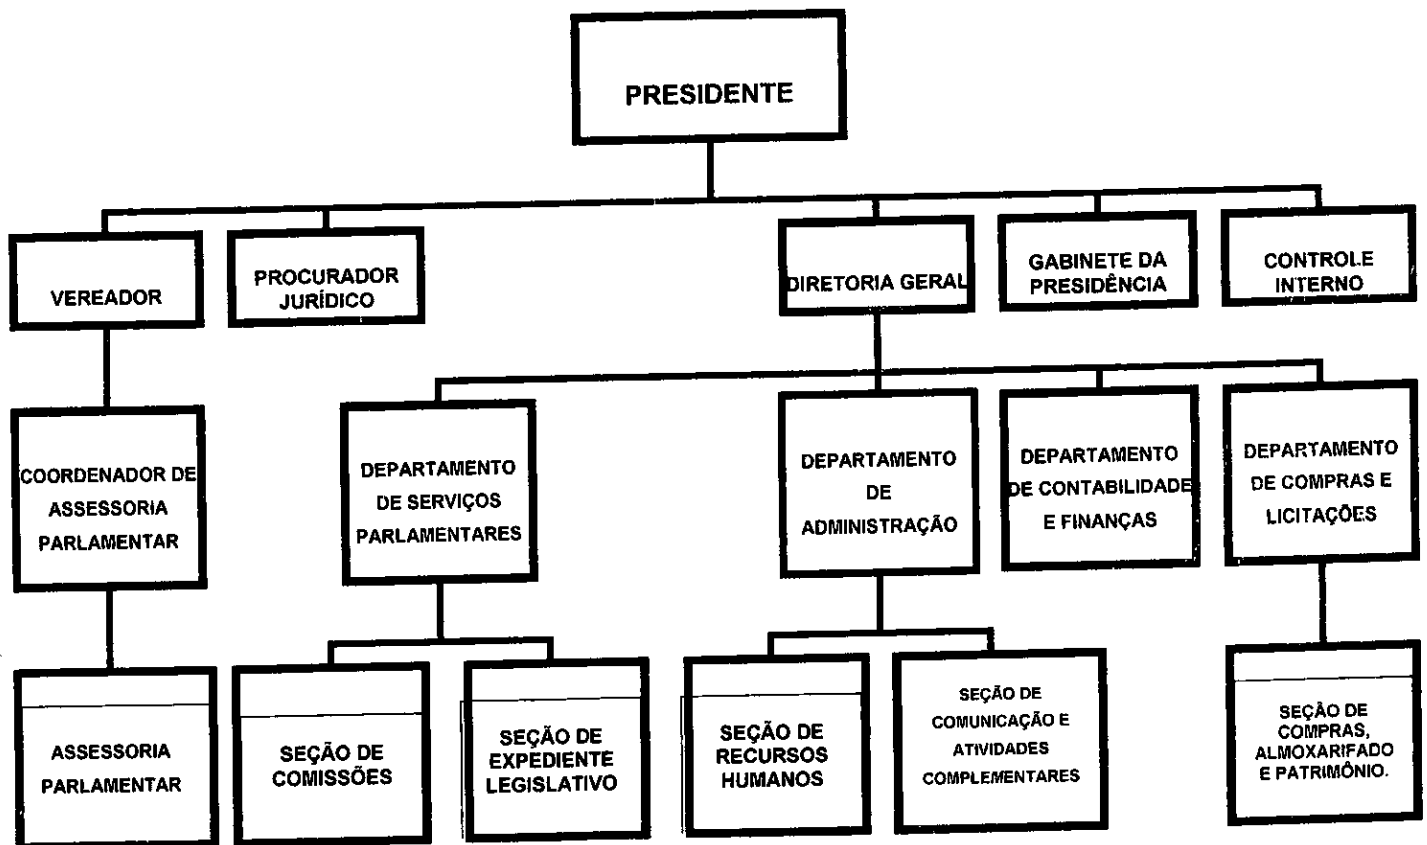 PRESIDENTE
VEREADOR
PROCURADOR
JURÍDICO
DIRETORIA GERAL
GABINETE DA
PRESIDÊNCIA
CONTROLE
INTERNO
COORDENADOR DE
ASSESSORIA
PARLAMENTAR
DEPARTAMENTO
DE SERVIÇOS
PARLAMENTARES
DEPARTAMENTO
DE
ADMINISTRAÇÃO
DEPARTAMENTO
DE CONTABILIDADE
E FINANÇAS
DEPARTAMENTO
DE COMPRAS E
LICITAÇÕES
ASSESSORIA
PARLAMENTAR
SEÇÃO DE
COMISSÕES
SEÇÃO DE
EXPEDIENTE
LEGISLATIVO
SEÇÃO DE
RECURSOS
HUMANOS
SEÇÃO DE
COMUNICAÇÃO E
ATIVIDADES
COMPLEMENTARES
SEÇÃO DE
COMPRAS,
ALMOXARIFADO
E PATRIMÔNIO.